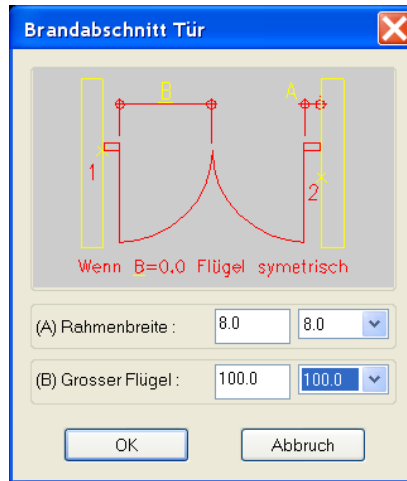 Brandabschnitt Tür
B A
1 2
Wenn B=0.0 Flügel symetrisch
(A) Rahmenbreite : 8.0 8.0
(B) Grosser Flügel : 100.0 100.0
OK Abbruch